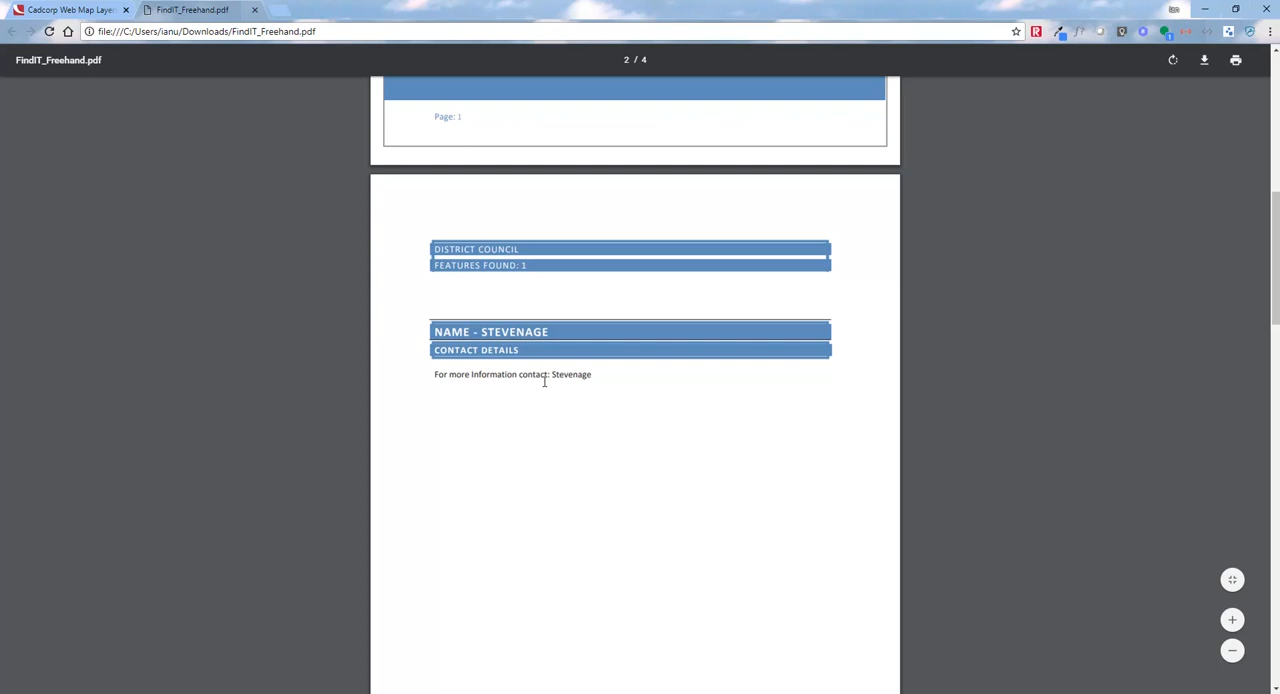 Cadcorp Web Map Layer
FindIT_Freehand.pdf
file:///C:/Users/ianu/Downloads/FindIT_Freehand.pdf
FindIT_Freehand.pdf
2 / 4
Page: 1
DISTRICT COUNCIL
FEATURES FOUND: 1
NAME - STEVENAGE
CONTACT DETAILS
For more Information contact: Stevenage